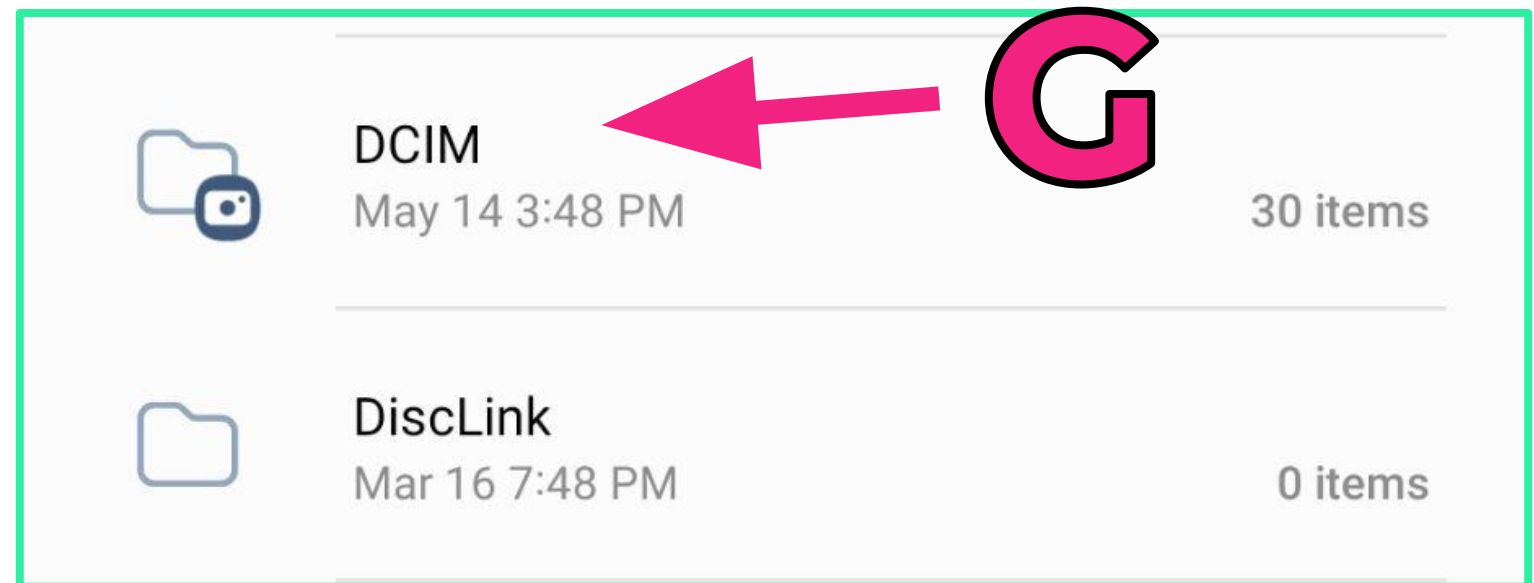 G
DCIM
May 14 3:48 PM
30 items
DiscLink
Mar 16 7:48 PM
0 items